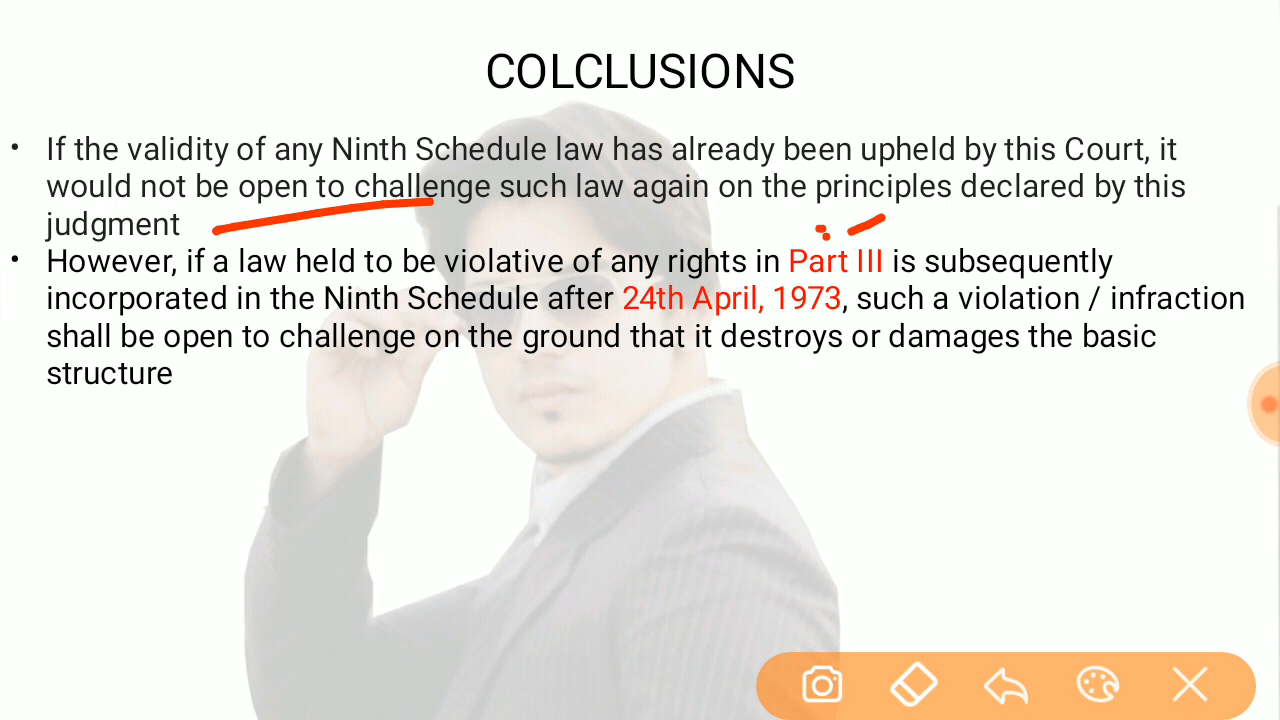 COLCLUSIONS
• If the validity of any Ninth Schedule law has already been upheld by this Court, it
would not be open to challenge such law again on the principles declared by this
judgment
• However, if a law held to be violative of any rights in Part III is subsequently
incorporated in the Ninth Schedule after 24th April, 1973, such a violation / infraction
shall be open to challenge on the ground that it destroys or damages the basic
structure